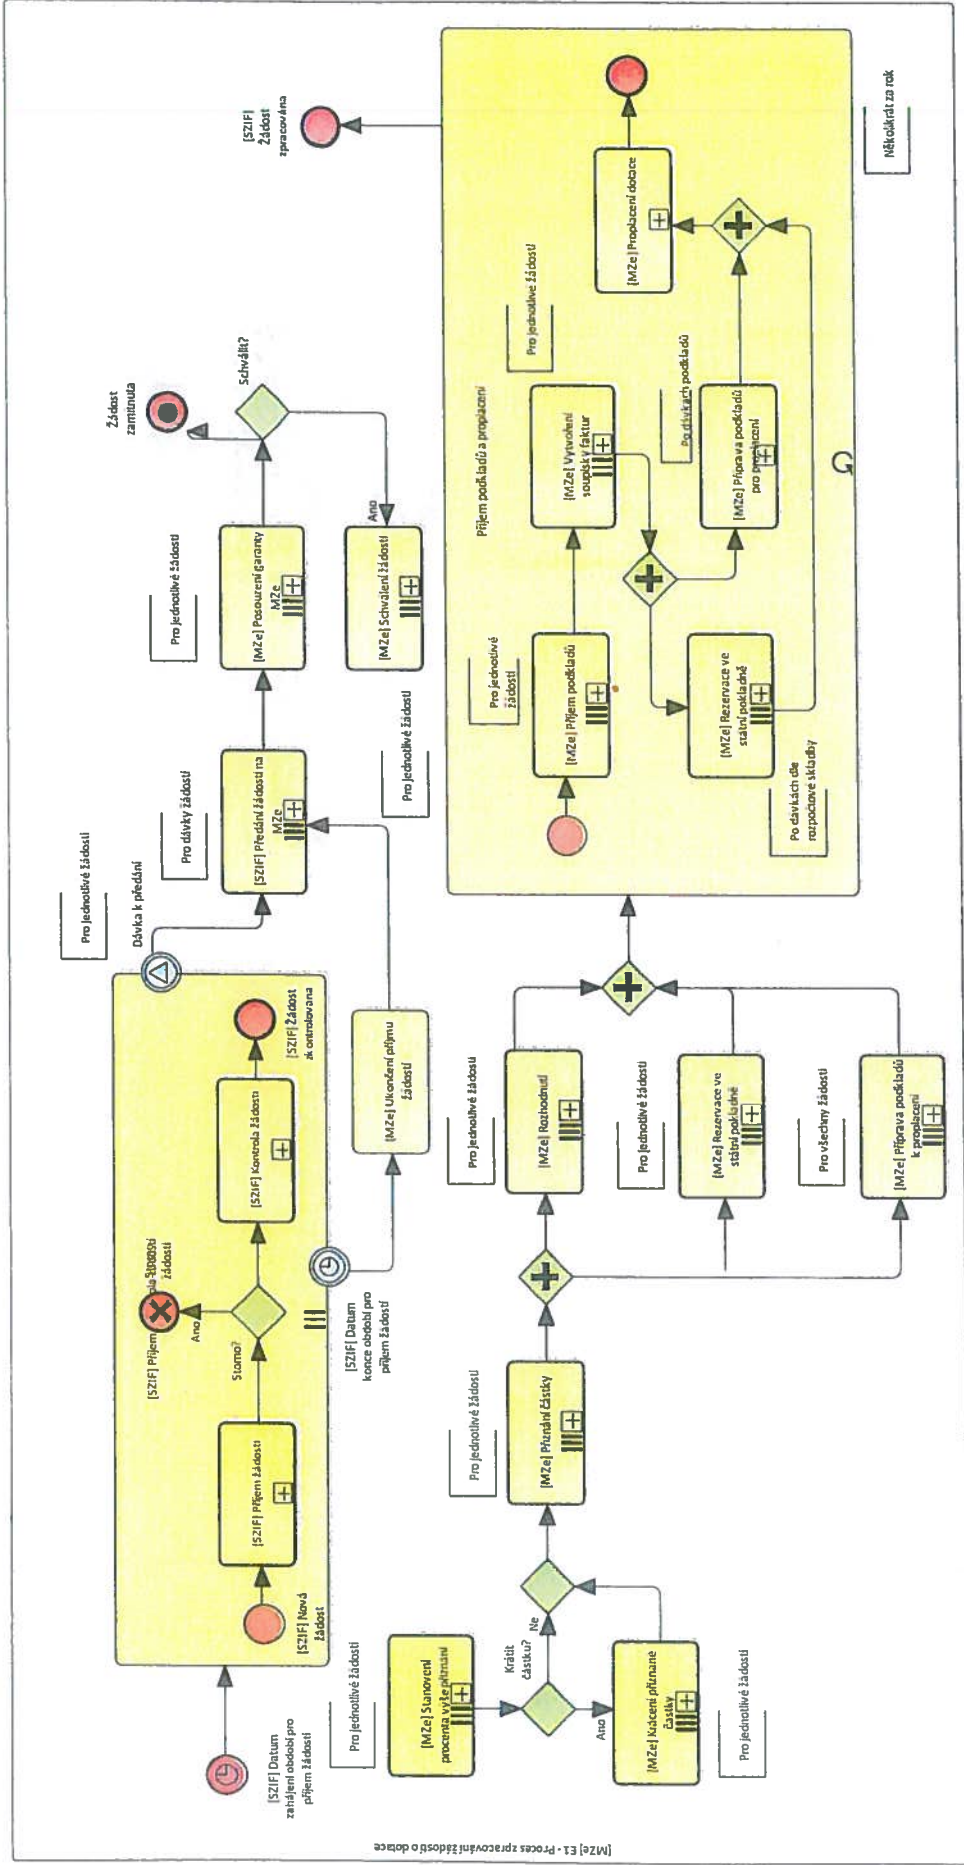 [MZe] E1 - Proces zpracování žádostí o dotace
[SZIF] Datum
zahájení období pro
příjem žádostí
[SZIF] Nová
žádost
[SZIF] Příjem žádosti
Storno?
Ano
[SZIF] Příjem
žádosti
[SZIF] Kontrola žádosti
[SZIF] Žádost
zkontrolovana
[SZIF] Datum
konce období pro
příjem žádostí
[MZe] Ukončení příjmu
žádostí
Pro jednotlivé žádosti
Dávka k předání
Pro dávky žádostí
[SZIF] Předání žádostí na
MZe
Pro jednotlivé žádosti
[MZe] Posouzení garanty
MZe
Schválit?
Žádost
zamítnuta
Ano
[MZe] Schválení žádosti
Pro jednotlivé žádosti
Pro jednotlivé žádosti
[MZe] Stanovení
procenta výše přiznání
Krátit
částku?
Ne
Ano
[MZe] Krácení přiznané
částky
Pro jednotlivé žádosti
Pro jednotlivé žádosti
[MZe] Přiznání částky
Pro jednotlivé žádosti
[MZe] Rozhodnutí
Pro jednotlivé žádosti
[MZe] Rezervace ve
státní pokladně
Pro všechny žádosti
[MZe] Příprava podkladů
k proplacení
Příjem podkladů a proplacení
Pro jednotlivé
žádosti
[MZe] Příjem podkladů
Pro jednotlivé žádosti
[MZe] Vytvoření
soupisky faktur
[MZe] Rezervace ve
státní pokladně
Po dávkách dle
rozpočtové skladby
Po dávkách podkladů
[MZe] Příprava podkladů
pro proplacení
[MZe] Proplacení dotace
Několikrát za rok
[SZIF]
Žádost
zpracována